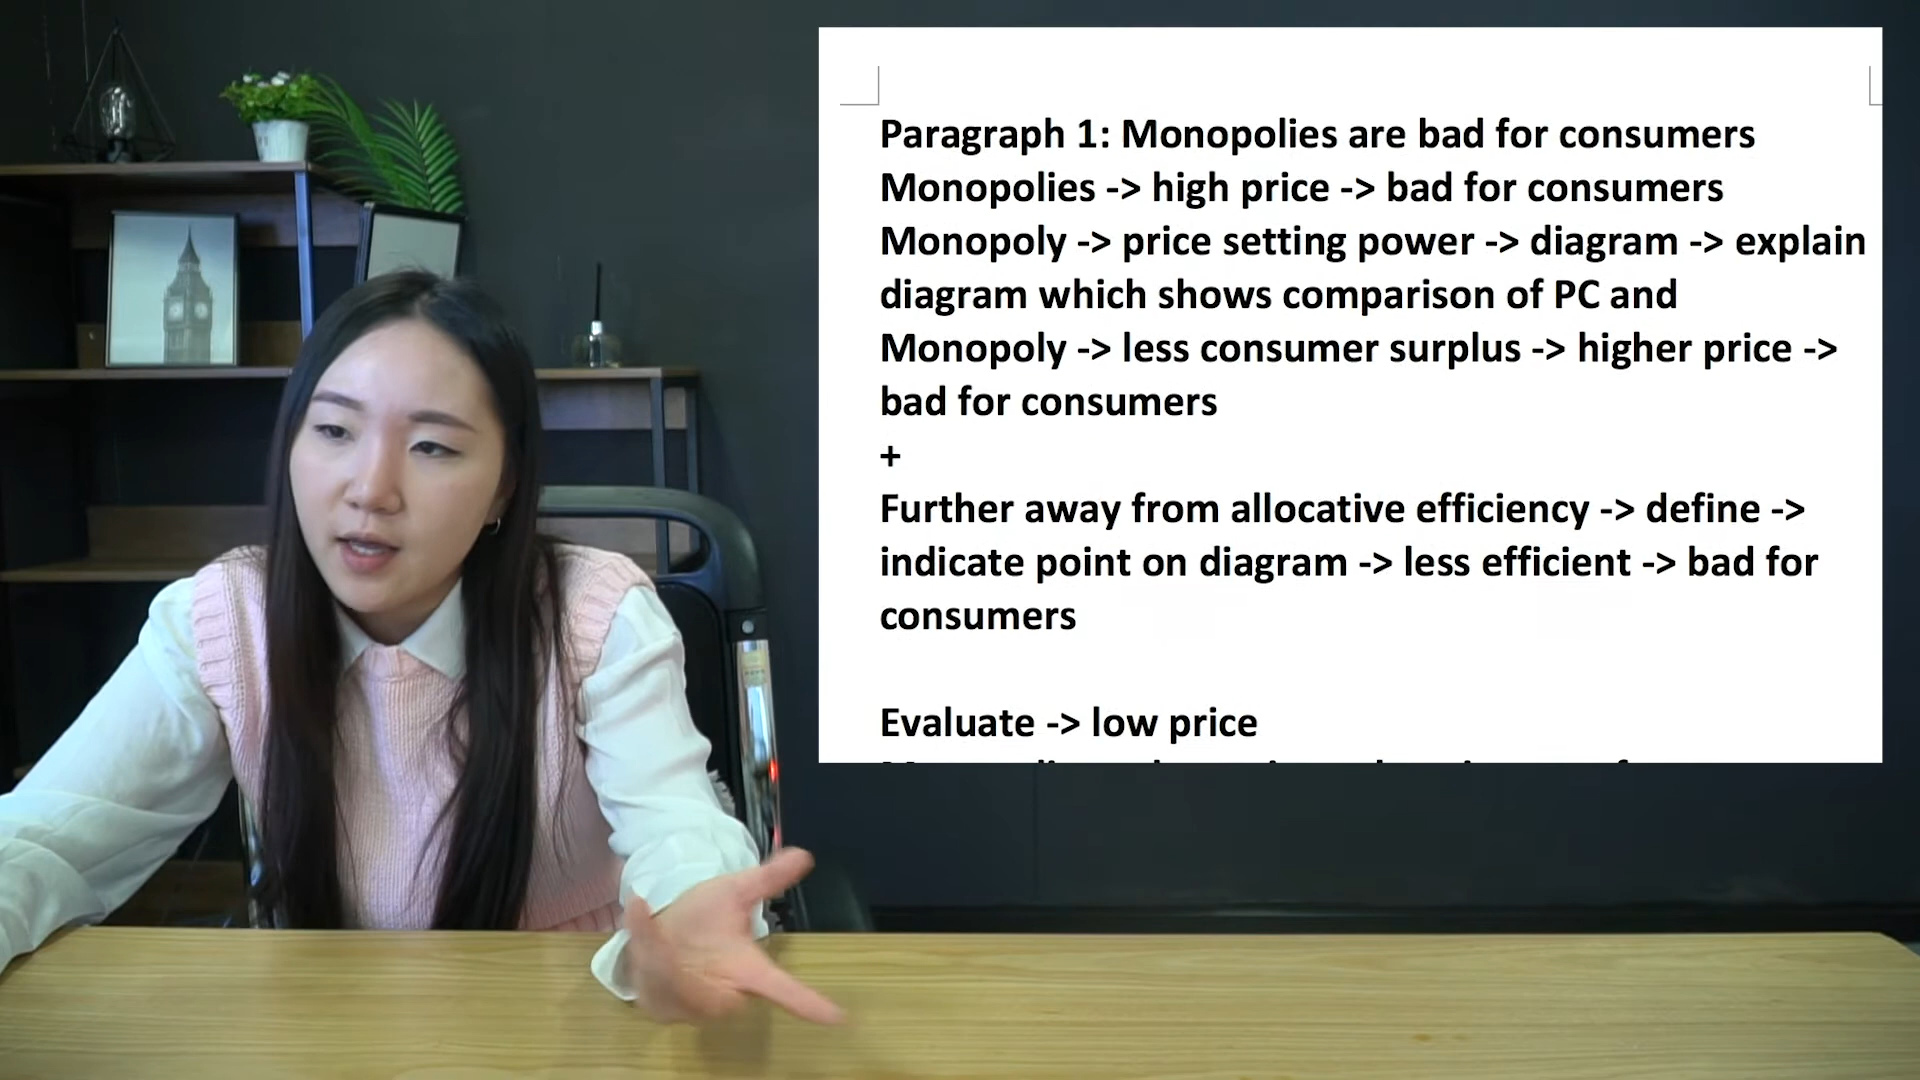 Paragraph 1: Monopolies are bad for consumers
Monopolies -> high price -> bad for consumers
Monopoly -> price setting power -> diagram -> explain
diagram which shows comparison of PC and
Monopoly -> less consumer surplus -> higher price ->
bad for consumers
+
Further away from allocative efficiency -> define ->
indicate point on diagram -> less efficient -> bad for
consumers
Evaluate -> low price